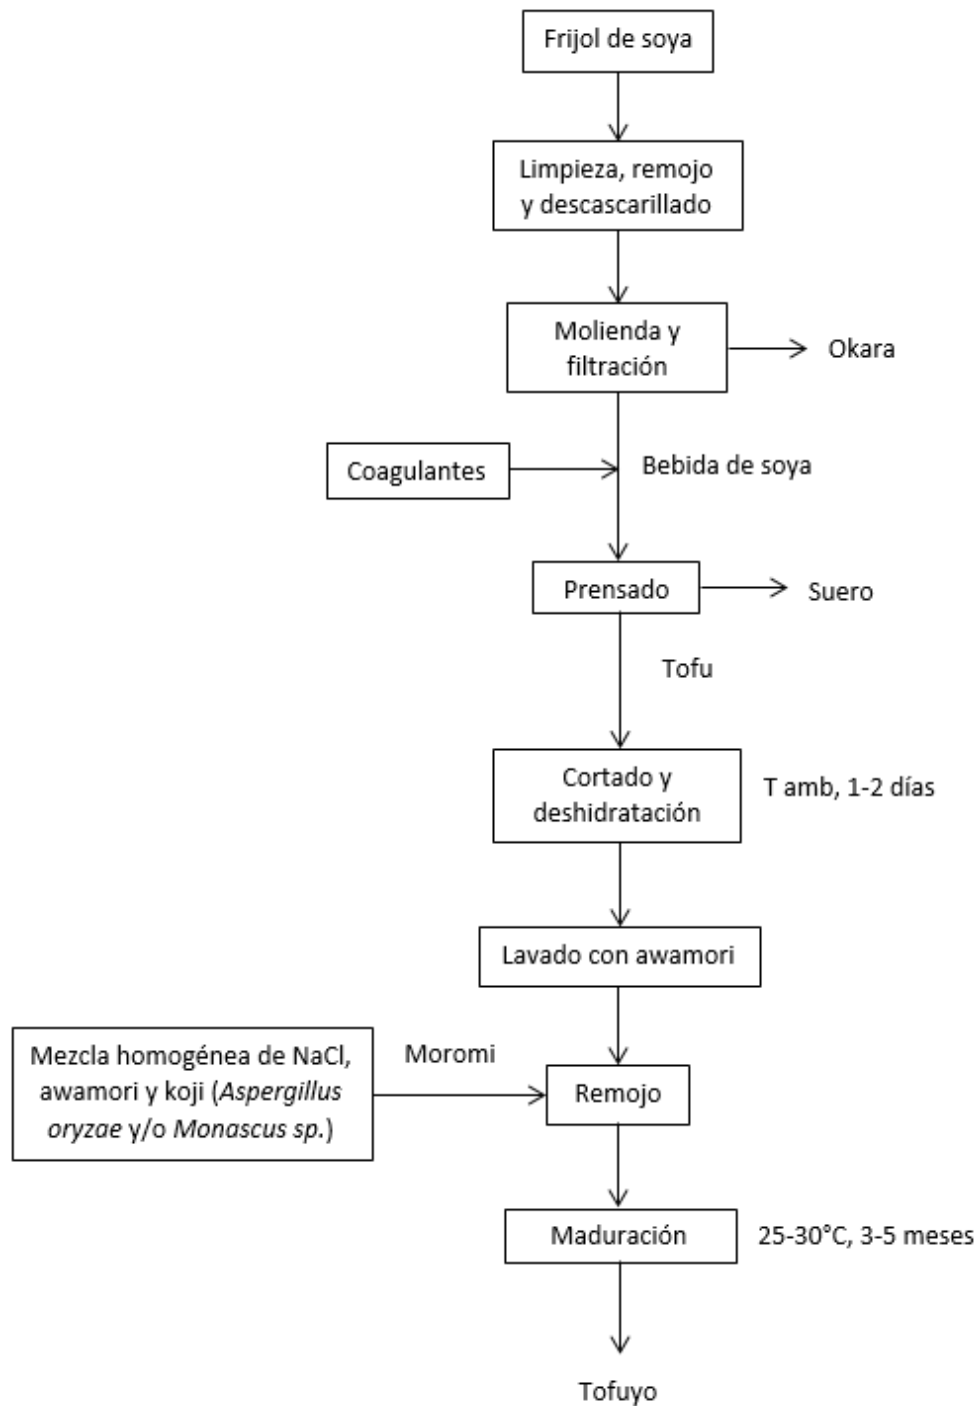 Frijol de soya
Limpieza, remojo
y descascarillado
Molienda y
filtración
Okara
Coagulantes
Bebida de soya
Prensado
Suero
Tofu
Cortado y
deshidratación
T amb, 1-2 días
Lavado con awamori
Mezcla homogénea de NaCl,
awamori y koji (Aspergillus
oryzae y/o Monascus sp.)
Moromi
Remojo
Maduración
25-30°C, 3-5 meses
Tofuyo